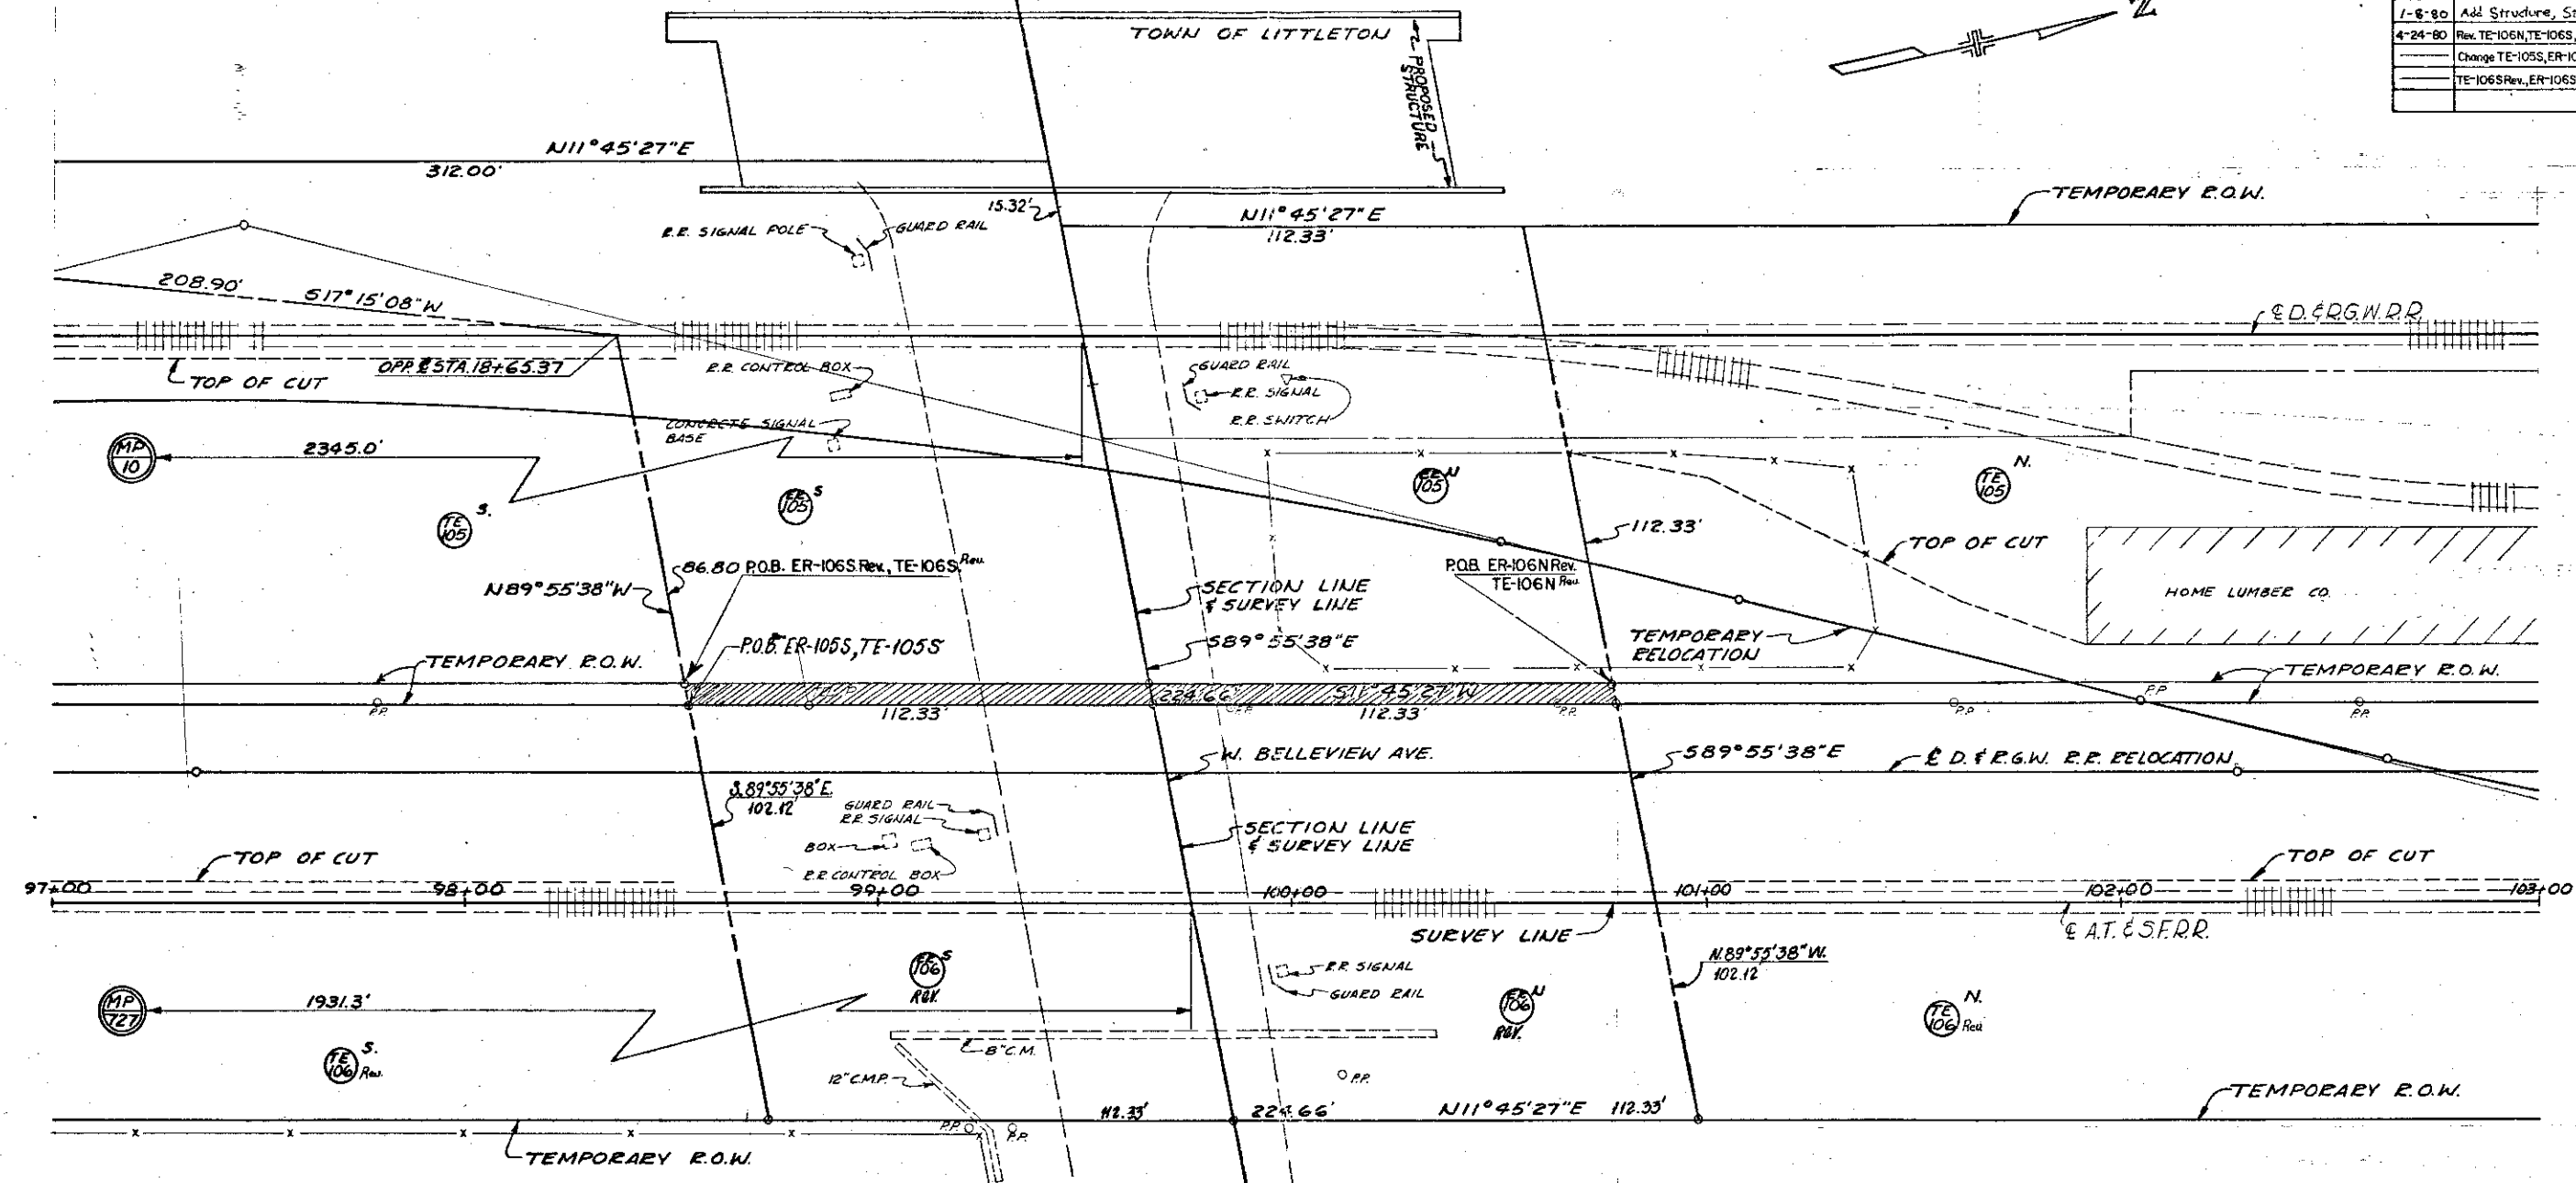 Z
1-8-80 Add Structure, St
4-24-80 Rev. TE-106N, TE-106S,
Change TE-105S, ER-10
TE-106S Rev., ER-106S
TOWN OF LITTLETON
PROPOSED
STRUCTURE
N11°45'27"E
312.00'
15.32'
N11°45'27"E
112.33'
TEMPORARY R.O.W.
R.R. SIGNAL POLE
GUARD RAIL
208.90' S17°15'08"W
℄ D. & R.G.W. R.R.
OPP. ℄ STA. 18+65.37
TOP OF CUT
R.R. CONTROL BOX
GUARD RAIL
R.R. SIGNAL
R.R. SWITCH
CONCRETE SIGNAL
BASE
MP
10
2345.0'
TE
105 S.
105 S
105 N
TE
105 N.
112.33'
TOP OF CUT
HOME LUMBER CO.
86.80 P.O.B. ER-106S Rev., TE-106S Rev.
N89°55'38"W
SECTION LINE
& SURVEY LINE
P.O.B. ER-106N Rev.
TE-106N Rev.
P.O.B. ER-105S, TE-105S
S89°55'38"E
TEMPORARY
RELOCATION
TEMPORARY R.O.W.
TEMPORARY R.O.W.
224.66' S11°45'27"W
112.33'
112.33'
P.P.
P.P.
P.P.
P.P.
P.P.
P.P.
W. BELLEVIEW AVE.
S89°55'38"E
℄ D. & R.G.W. R.R. RELOCATION
S.89°55'38"E.
102.12'
GUARD RAIL
R.R. SIGNAL
BOX
R.R. CONTROL BOX
SECTION LINE
& SURVEY LINE
TOP OF CUT
TOP OF CUT
97+00
98+00
99+00
100+00
101+00
102+00
103+00
SURVEY LINE
℄ A.T. & S.F. R.R.
N.89°55'38"W.
102.12'
106 S
REV.
R.R. SIGNAL
GUARD RAIL
MP
727
1931.3'
106 N
REV.
TE
106 N. Rev.
TE
106 S. Rev.
8" C.M.
12" C.M.P.
P.P.
TEMPORARY R.O.W.
112.33'
224.66'
N11°45'27"E 112.33'
P.P.
P.P.
TEMPORARY R.O.W.